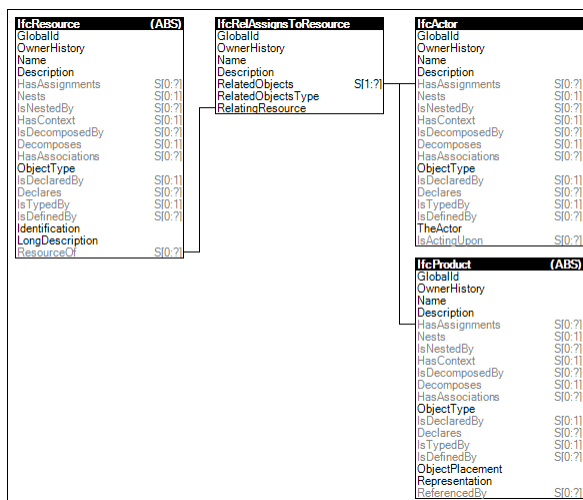 IfcResource (ABS)
GlobalId
OwnerHistory
Name
Description
HasAssignments S[0:?]
Nests S[0:1]
IsNestedBy S[0:?]
HasContext S[0:1]
IsDecomposedBy S[0:?]
Decomposes S[0:1]
HasAssociations S[0:?]
ObjectType
IsDeclaredBy S[0:1]
Declares S[0:?]
IsTypedBy S[0:1]
IsDefinedBy S[0:?]
Identification
LongDescription
ResourceOf S[0:?]
IfcRelAssignsToResource
GlobalId
OwnerHistory
Name
Description
RelatedObjects S[1:?]
RelatedObjectsType
RelatingResource
IfcActor
GlobalId
OwnerHistory
Name
Description
HasAssignments S[0:?]
Nests S[0:1]
IsNestedBy S[0:?]
HasContext S[0:1]
IsDecomposedBy S[0:?]
Decomposes S[0:1]
HasAssociations S[0:?]
ObjectType
IsDeclaredBy S[0:1]
Declares S[0:?]
IsTypedBy S[0:1]
IsDefinedBy S[0:?]
TheActor
IsActingUpon S[0:?]
IfcProduct (ABS)
GlobalId
OwnerHistory
Name
Description
HasAssignments S[0:?]
Nests S[0:1]
IsNestedBy S[0:?]
HasContext S[0:1]
IsDecomposedBy S[0:?]
Decomposes S[0:1]
HasAssociations S[0:?]
ObjectType
IsDeclaredBy S[0:1]
Declares S[0:?]
IsTypedBy S[0:1]
IsDefinedBy S[0:?]
ObjectPlacement
Representation
ReferencedBy S[0:?]